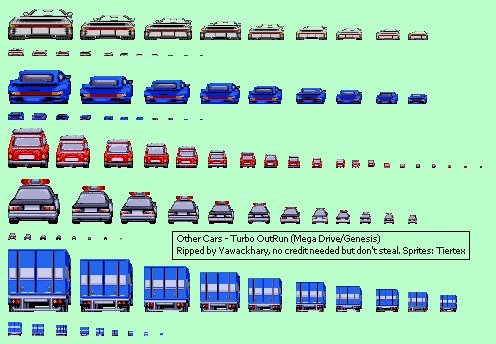 Other Cars - Turbo OutRun (Mega Drive/Genesis)
Ripped by Yawackhary, no credit needed but don't steal. Sprites: Tiertex